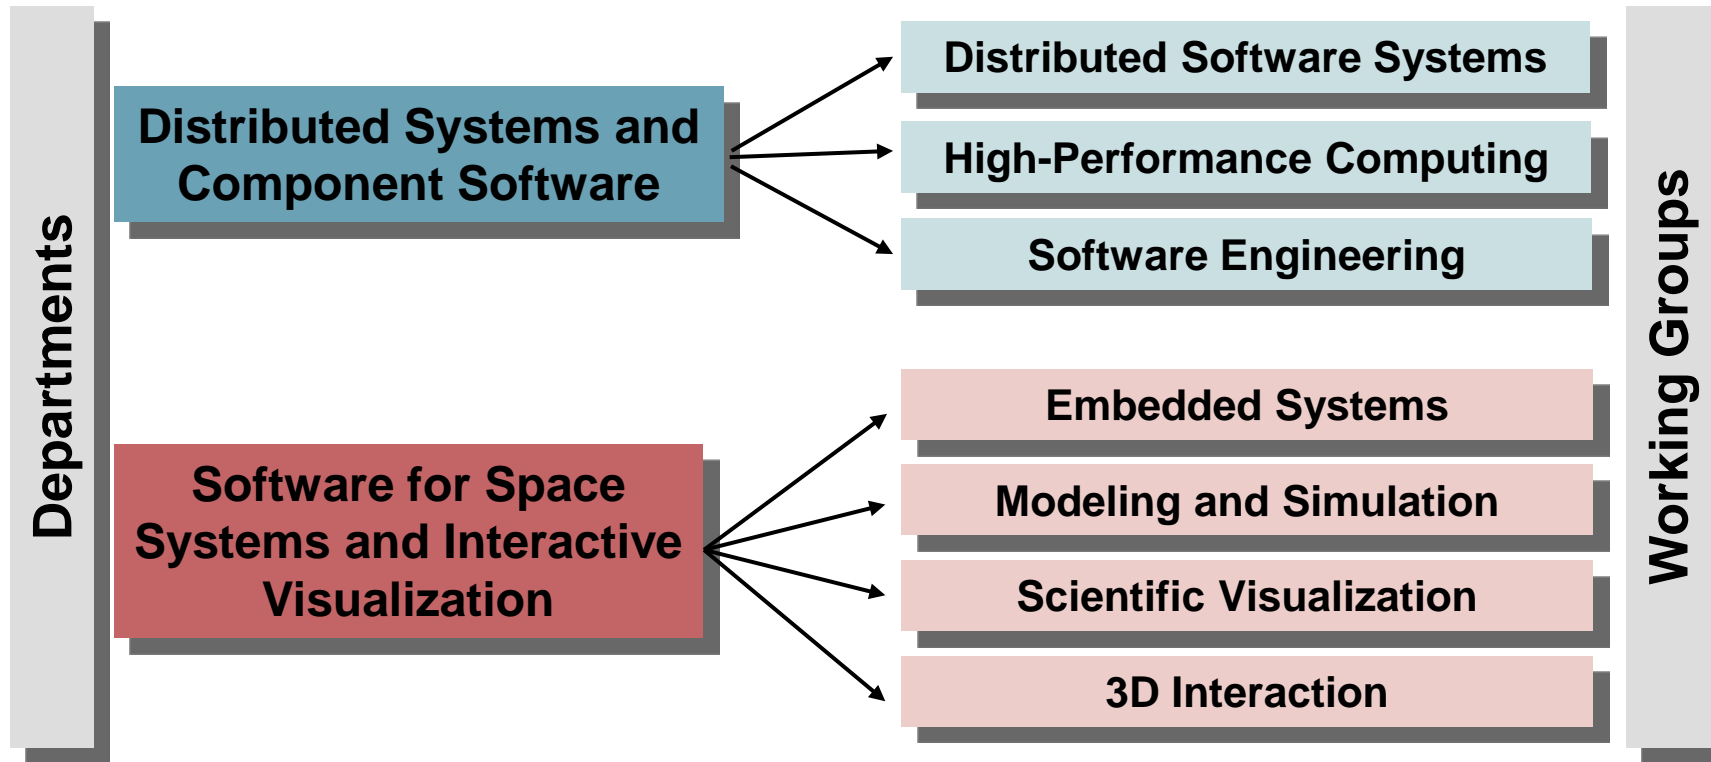 Departments
Distributed Systems and
Component Software
Distributed Software Systems
High-Performance Computing
Software Engineering
Software for Space
Systems and Interactive
Visualization
Embedded Systems
Modeling and Simulation
Scientific Visualization
3D Interaction
Working Groups